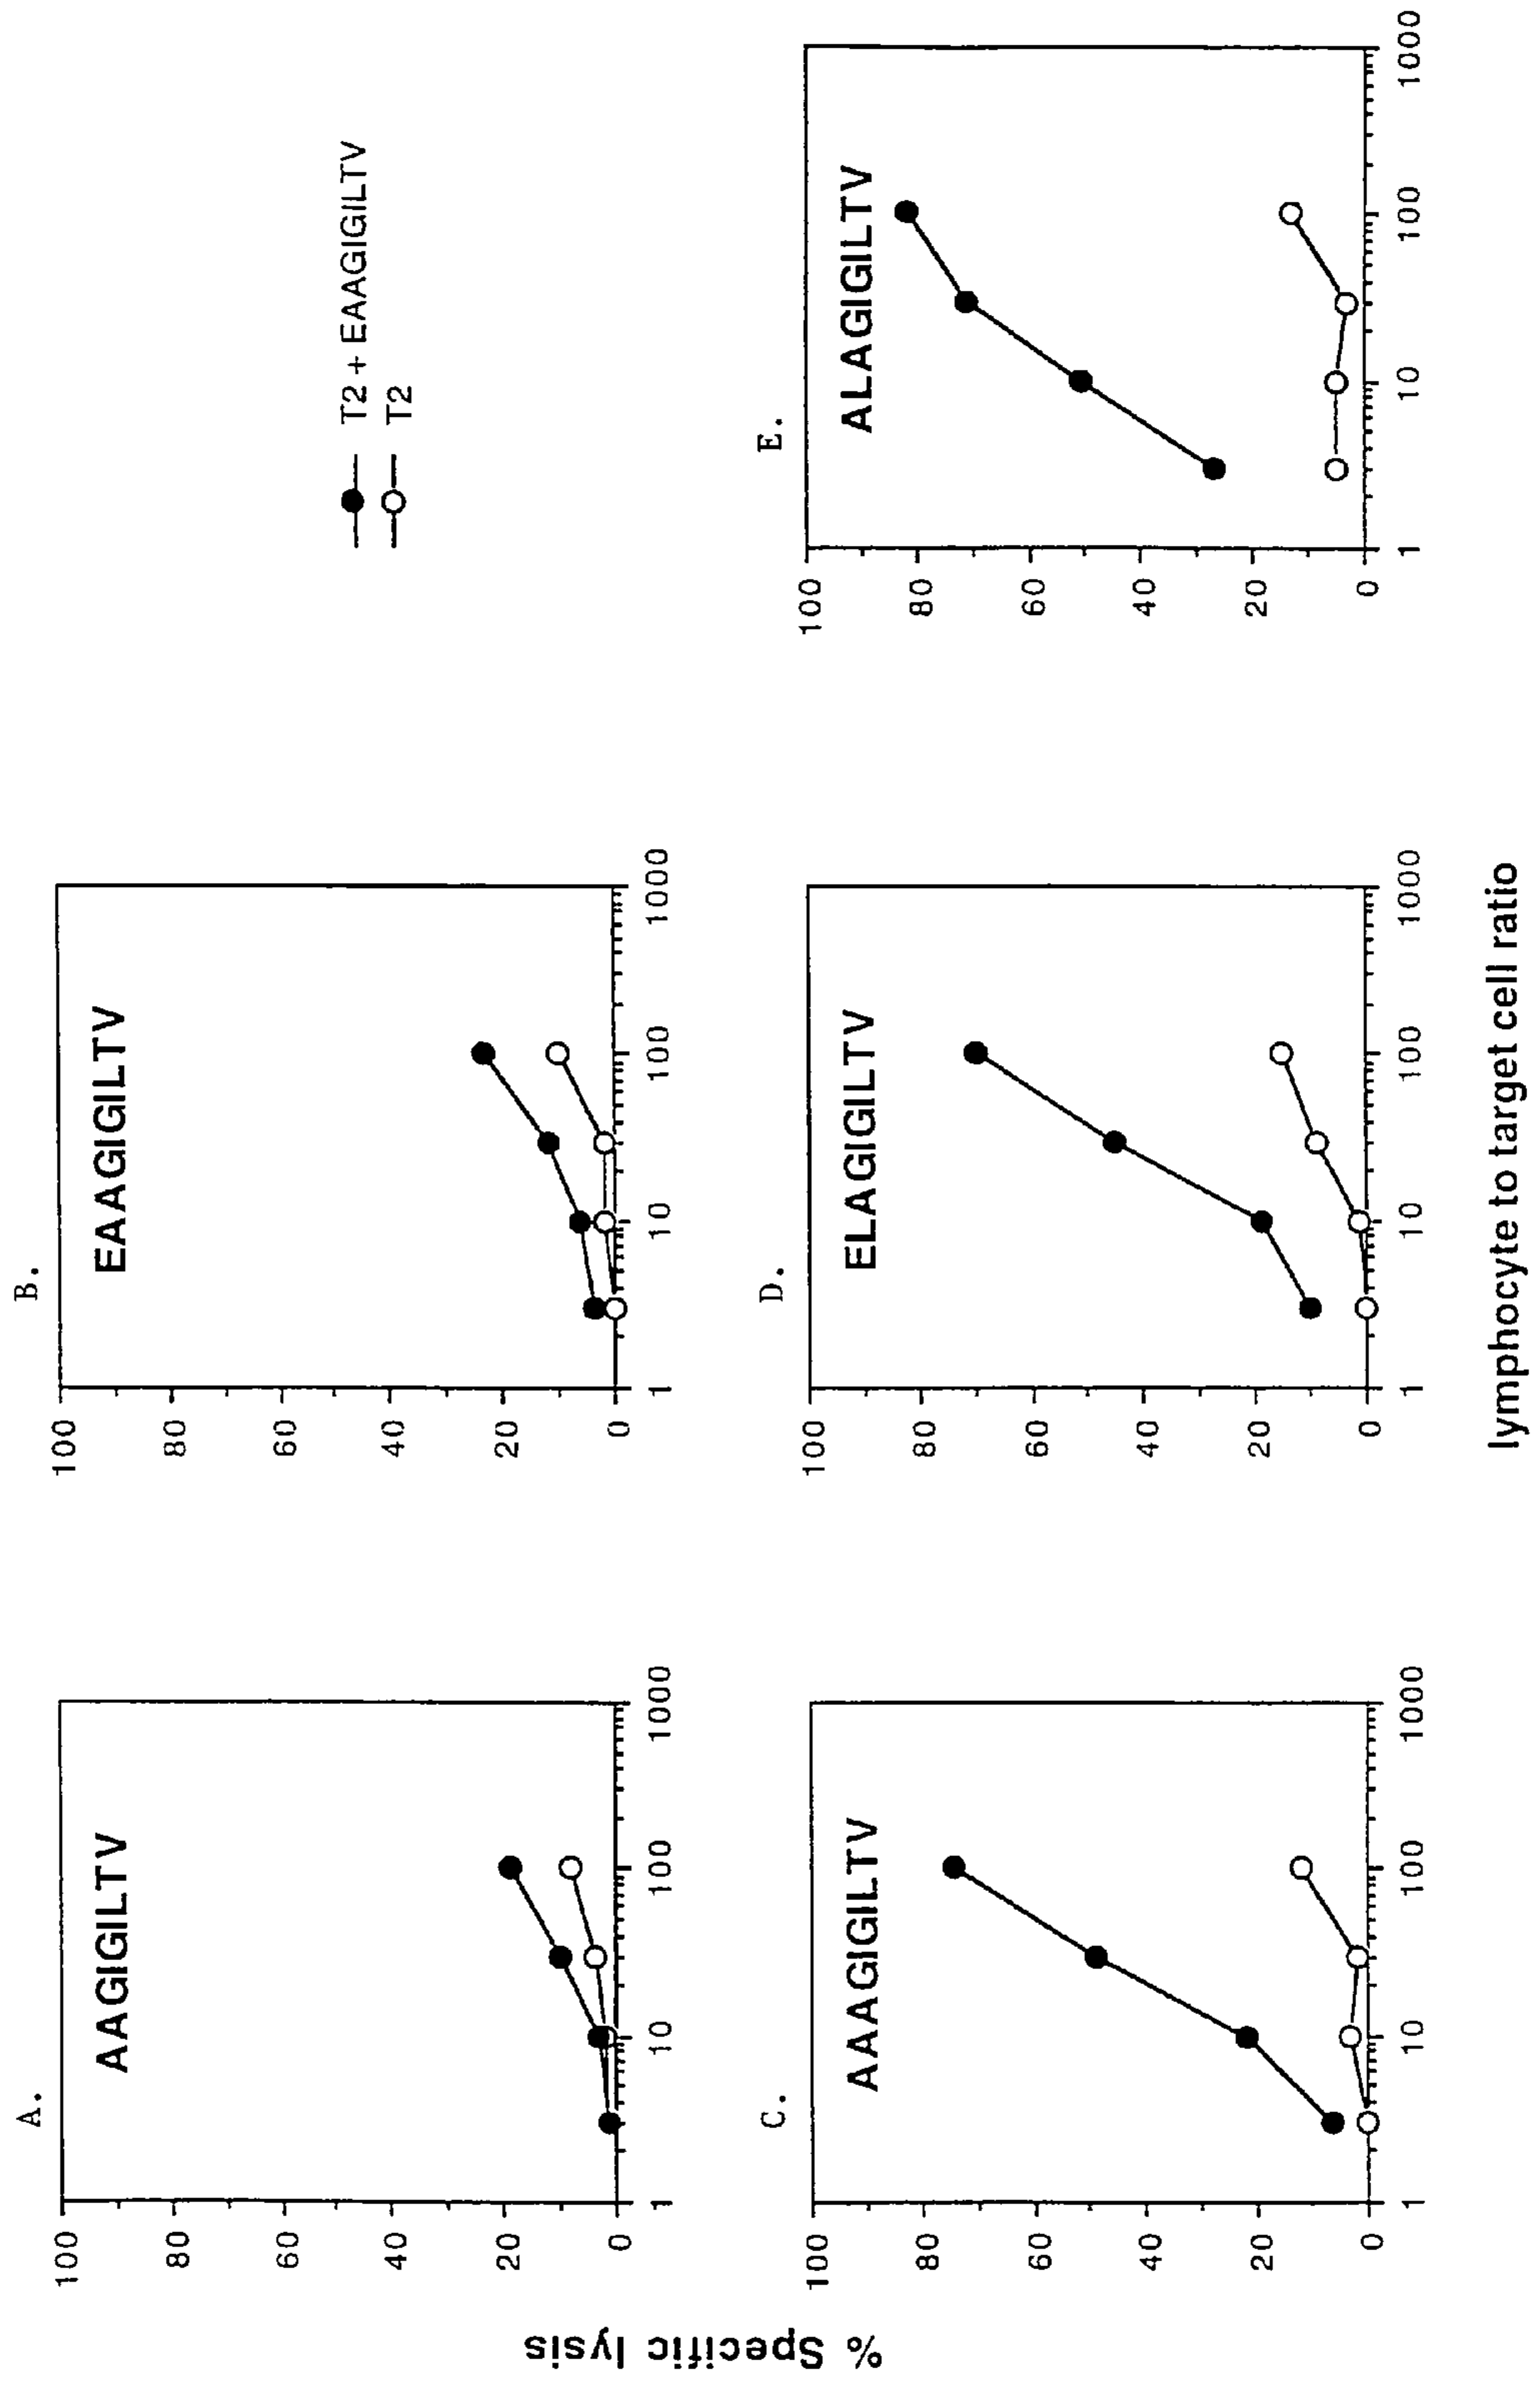 A.
AAGIGILTV
100
80
60
40
20
0
1 10 100 1000
B.
EAAGIGILTV
100
80
60
40
20
0
1 10 100 1000
T2 + EAAGIGILTV
T2
% Specific lysis
C.
AAAGIGILTV
100
80
60
40
20
0
1 10 100 1000
D.
ELAGIGILTV
100
80
60
40
20
0
1 10 100 1000
E.
ALAGIGILTV
100
80
60
40
20
0
1 10 100 1000
lymphocyte to target cell ratio